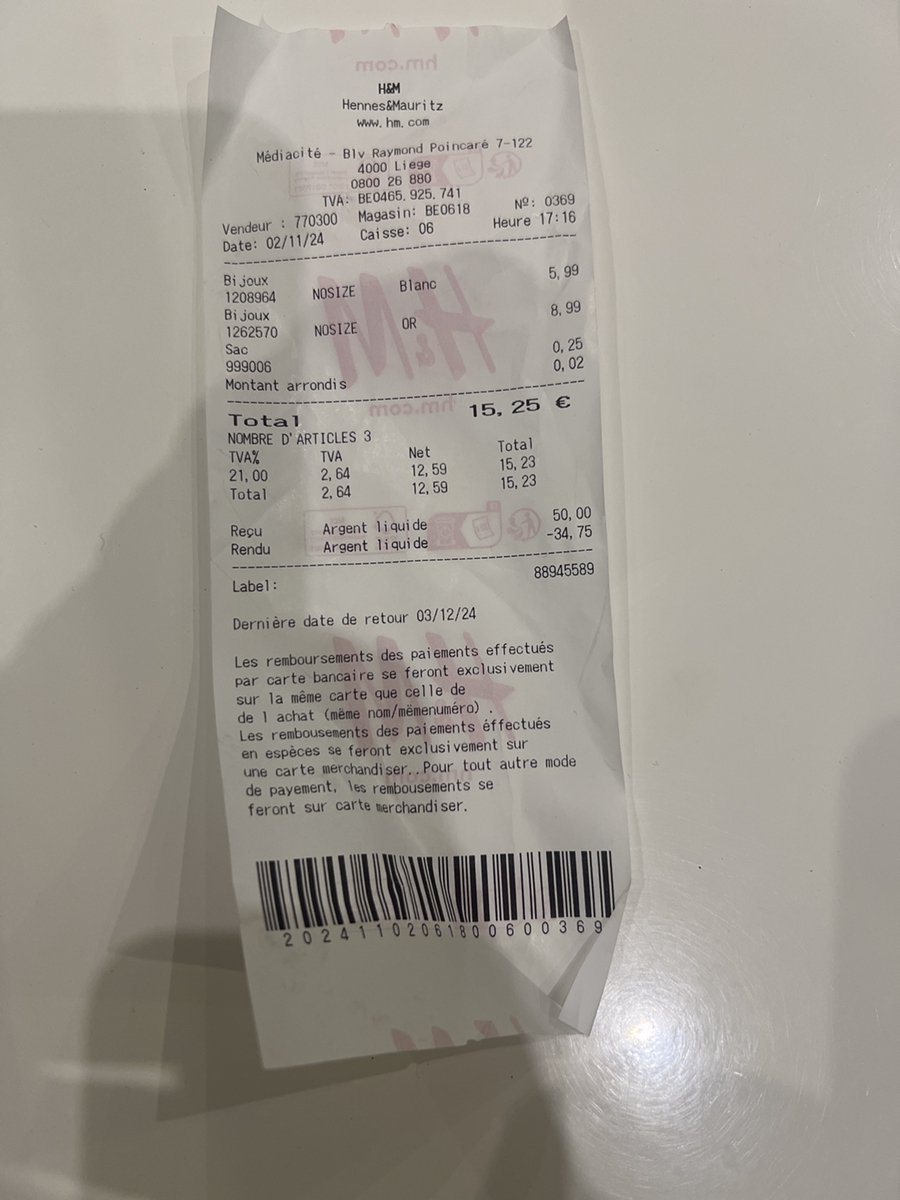 hm.com
H&M
Hennes&Mauritz
www.hm.com
Médiacité - Blv Raymond Poincaré 7-122
4000 Liege
0800 26 880
TVA: BE0465.925.741
Vendeur : 770300 Magasin: BE0618 Nº: 0369
Date: 02/11/24 Caisse: 06 Heure 17:16
Bijoux 5,99
1208964 NOSIZE Blanc
Bijoux 8,99
1262570 NOSIZE OR
Sac 0,25
999006
Montant arrondis 0,02
H&M
hm.com
Total 15,25 €
NOMBRE D'ARTICLES 3
TVA% TVA Net Total
21,00 2,64 12,59 15,23
Total 2,64 12,59 15,23
Reçu Argent liquide 50,00
Rendu Argent liquide -34,75
Label: 88945589
Dernière date de retour 03/12/24
Les remboursements des paiements effectués
par carte bancaire se feront exclusivement
sur la même carte que celle de
de l achat (même nom/mêmenuméro) .
Les rembousements des paiements éffectués
en espèces se feront exclusivement sur
une carte merchandiser..Pour tout autre mode
de payement, les rembousements se
feront sur carte merchandiser.
2024110206180060036​9